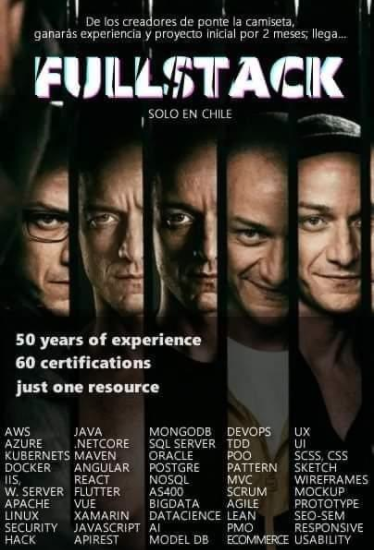 De los creadores de ponte la camiseta,
ganarás experiencia y proyecto inicial por 2 meses; llega...
FULLSTACK
SOLO EN CHILE
50 years of experience
60 certifications
just one resource
AWS
AZURE
KUBERNETS
DOCKER
IIS,
W. SERVER
APACHE
LINUX
SECURITY
HACK
JAVA
.NETCORE
MAVEN
ANGULAR
REACT
FLUTTER
VUE
XAMARIN
JAVASCRIPT
APIREST
MONGODB
SQL SERVER
ORACLE
POSTGRE
NOSQL
AS400
BIGDATA
DATACIENCE
AI
MODEL DB
DEVOPS
TDD
POO
PATTERN
MVC
SCRUM
AGILE
LEAN
PMO
ECOMMERCE
UX
UI
SCSS, CSS
SKETCH
WIREFRAMES
MOCKUP
PROTOTYPE
SEO-SEM
RESPONSIVE
USABILITY